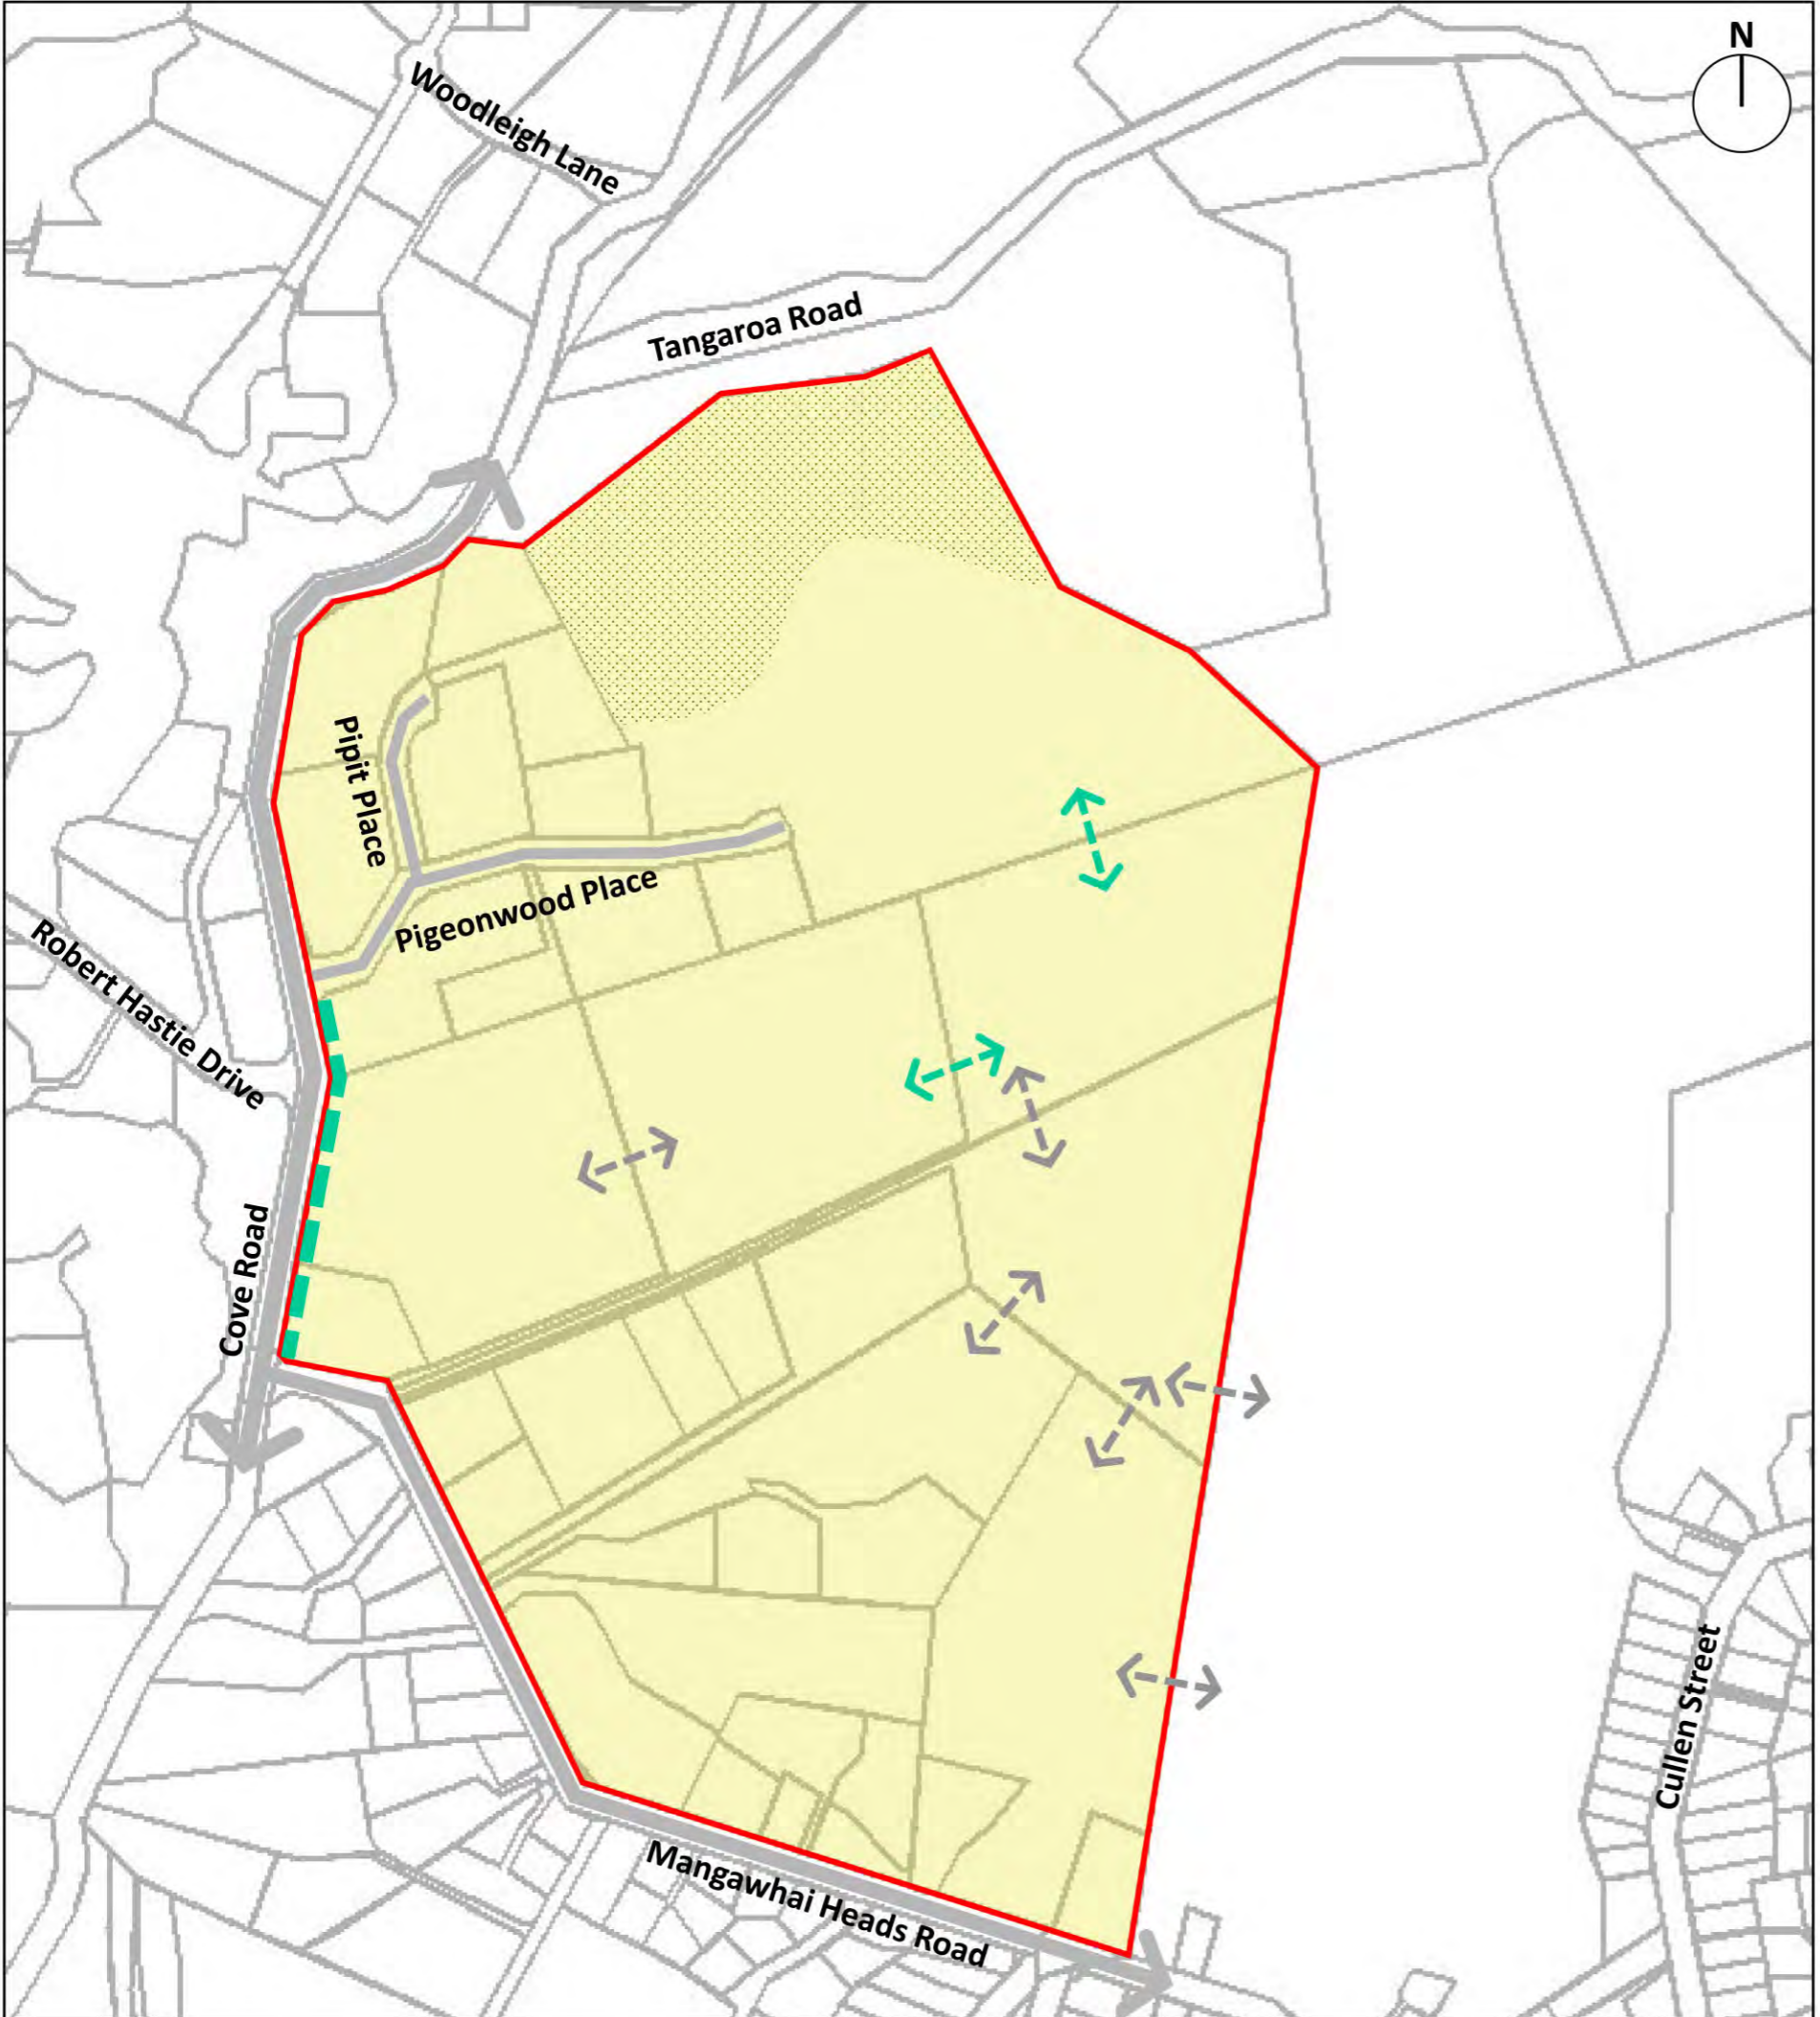 N
Woodleigh Lane
Tangaroa Road
Pipit Place
Pigeonwood Place
Robert Hastie Drive
Cove Road
Cullen Street
Mangawhai Heads Road